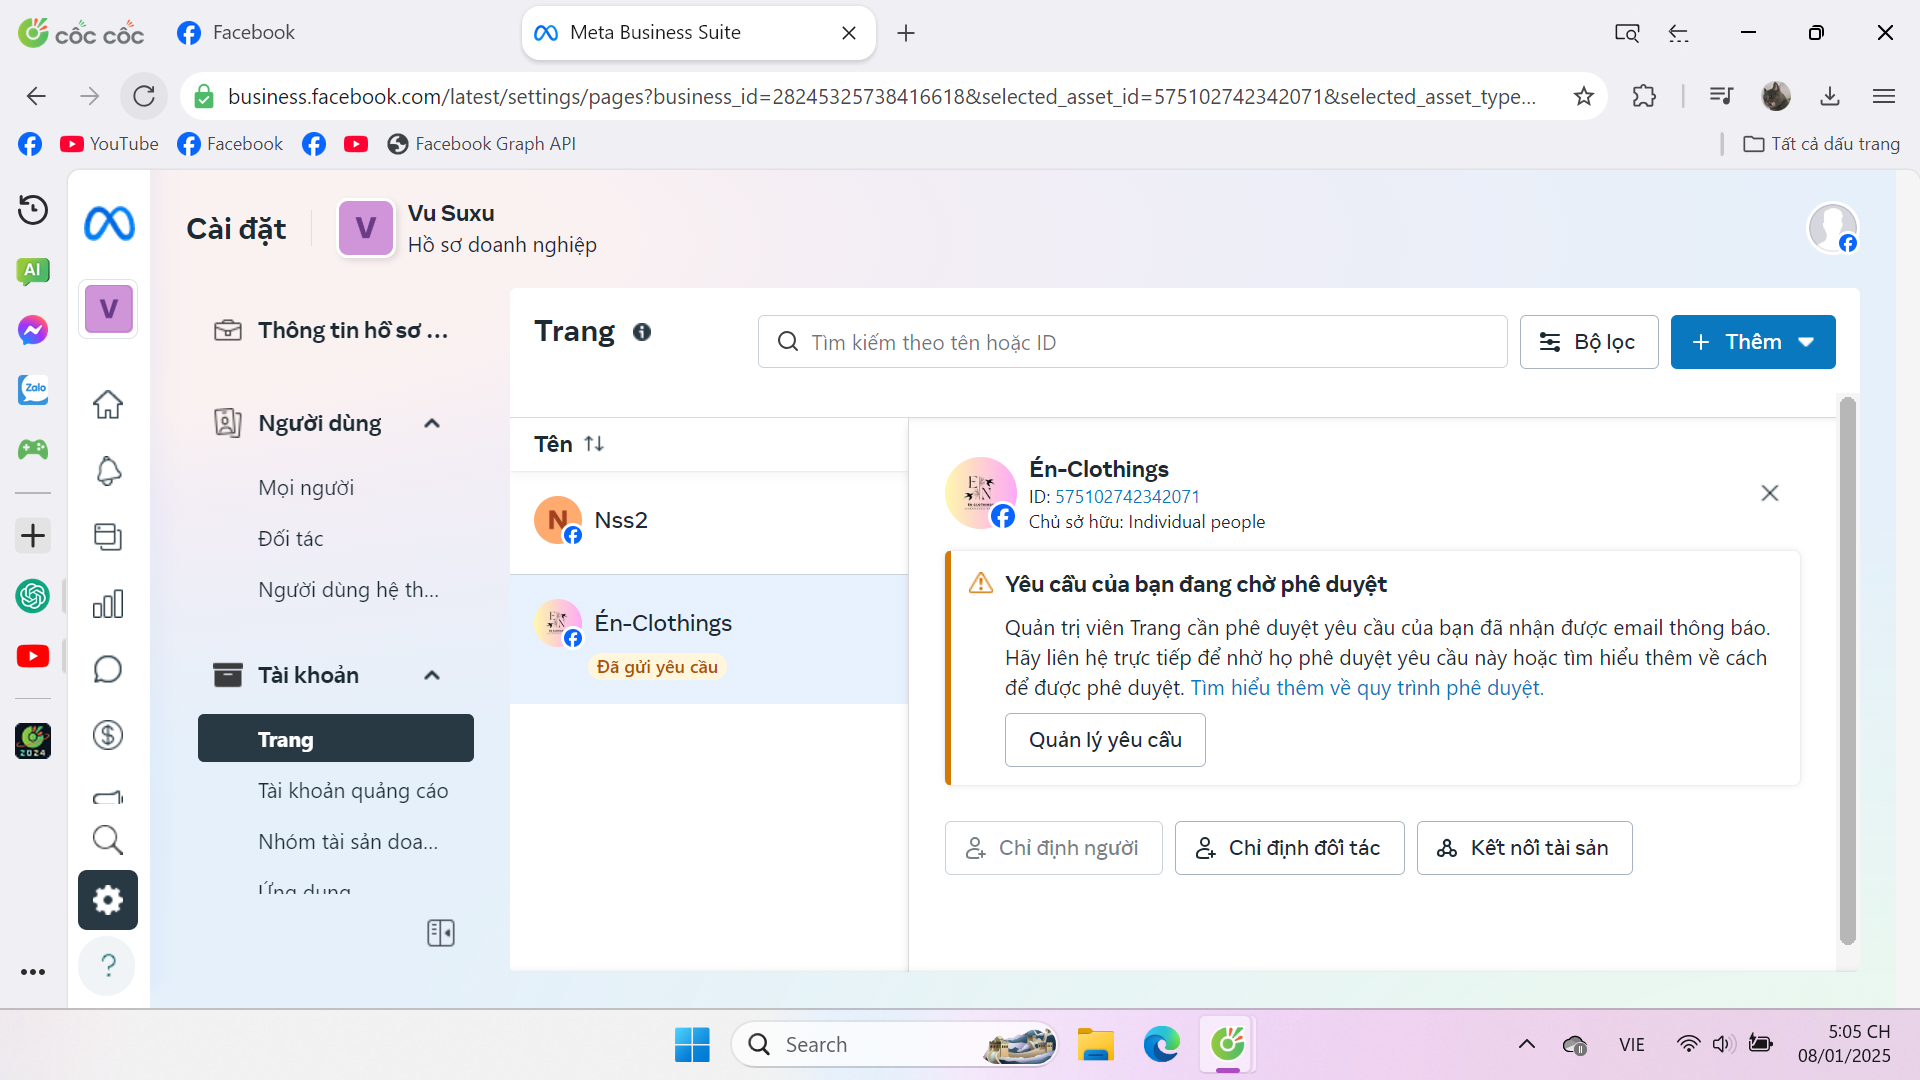 cốc cốc
Facebook
Meta Business Suite
business.facebook.com/latest/settings/pages?business_id=28245325738416618&selected_asset_id=575102742342071&selected_asset_type...
YouTube
Facebook
Facebook Graph API
Tất cả dấu trang
AI
Zalo
2024
V
Cài đặt
V
Vu Suxu
Hồ sơ doanh nghiệp
Thông tin hồ sơ ...
Người dùng
Mọi người
Đối tác
Người dùng hệ th...
Tài khoản
Trang
Tài khoản quảng cáo
Nhóm tài sản doa...
Ứng dụng
?
Trang
Tìm kiếm theo tên hoặc ID
Bộ lọc
Thêm
Tên
N
Nss2
Én-Clothings
Đã gửi yêu cầu
EN
Én-Clothings
ID: 575102742342071
Chủ sở hữu: Individual people
Yêu cầu của bạn đang chờ phê duyệt
Quản trị viên Trang cần phê duyệt yêu cầu của bạn đã nhận được email thông báo.
Hãy liên hệ trực tiếp để nhờ họ phê duyệt yêu cầu này hoặc tìm hiểu thêm về cách
để được phê duyệt. Tìm hiểu thêm về quy trình phê duyệt.
Quản lý yêu cầu
Chỉ định người
Chỉ định đối tác
Kết nối tài sản
Search
VIE
5:05 CH
08/01/2025